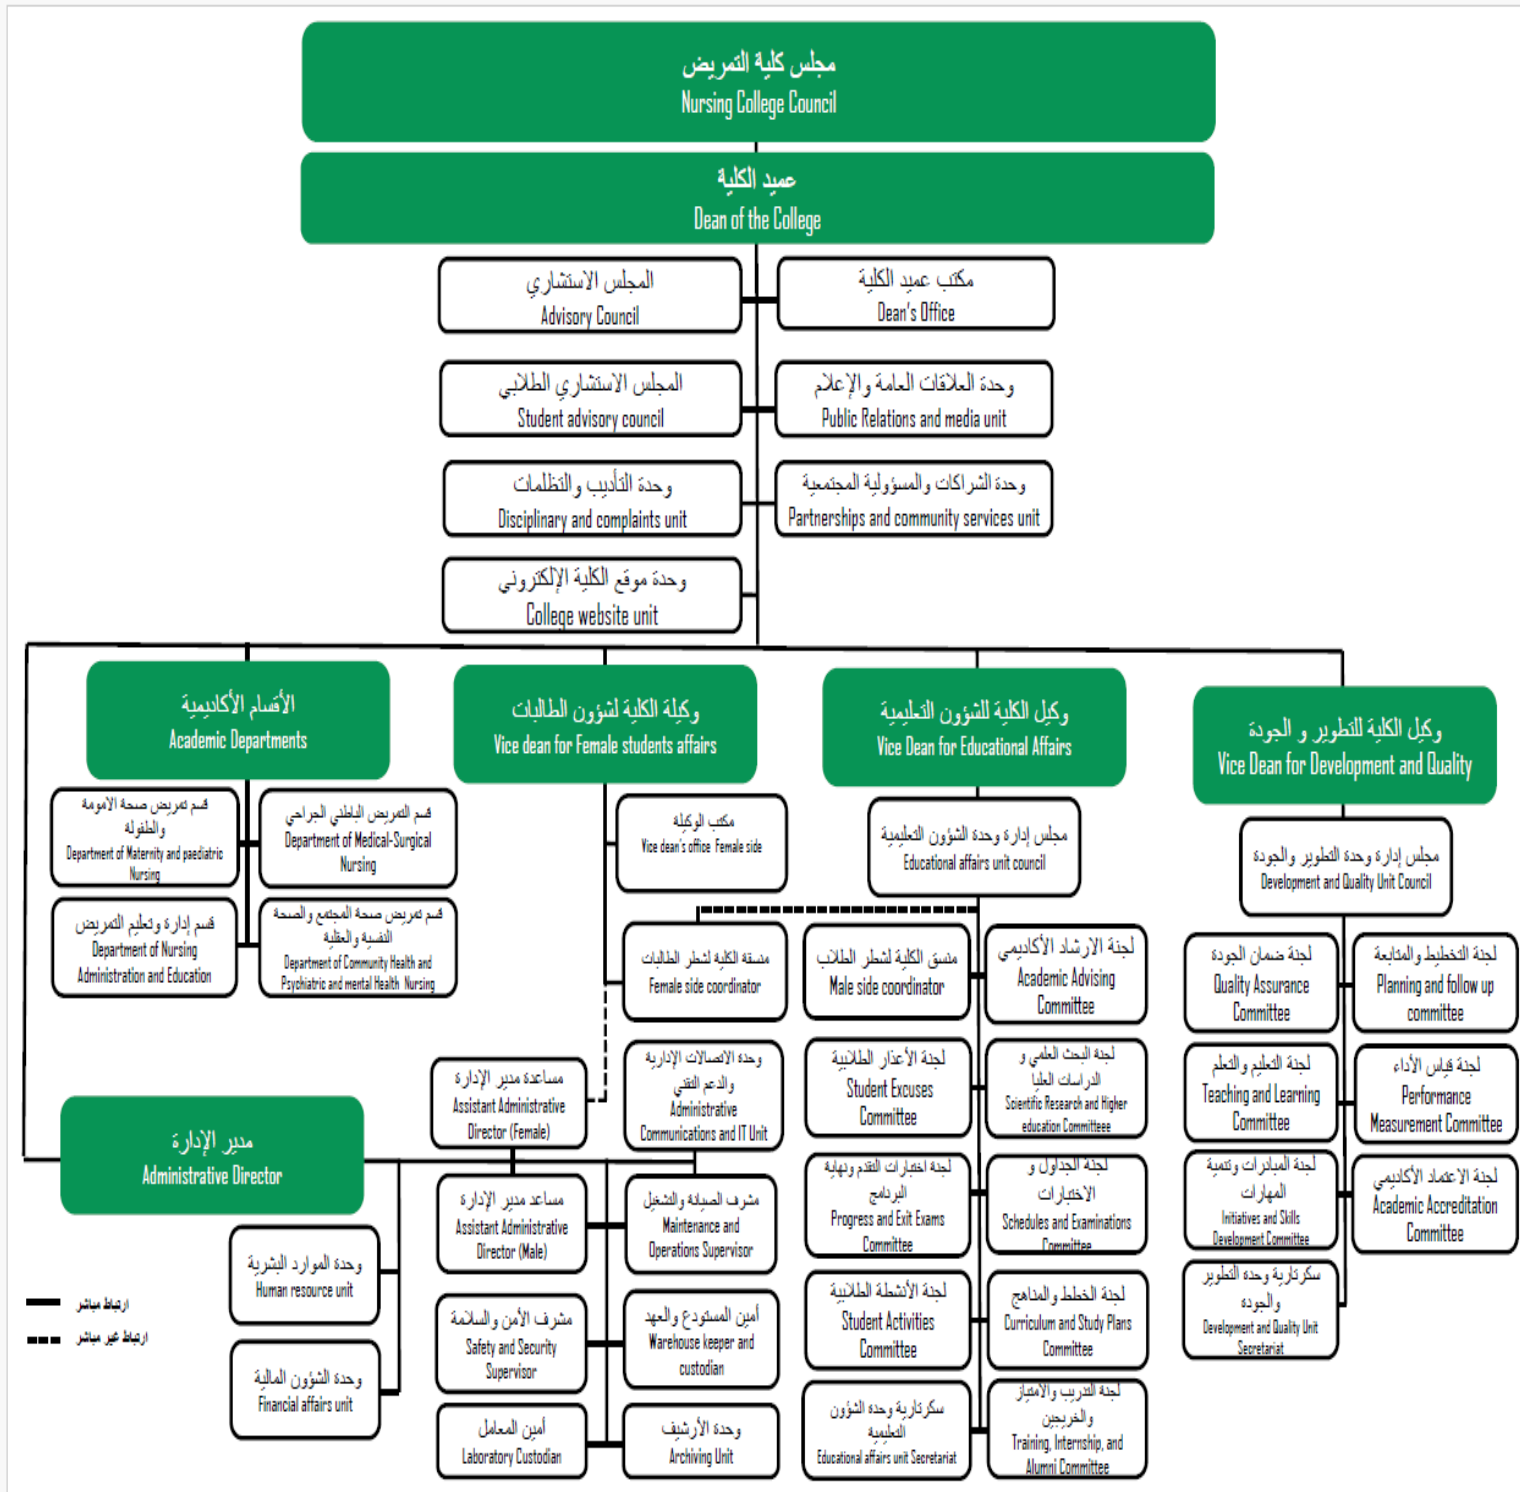 مجلس كلية التمريض
Nursing College Council
عميد الكلية
Dean of the College
المجلس الاستشاري
Advisory Council
مكتب عميد الكلية
Dean's Office
المجلس الاستشاري الطلابي
Student advisory council
وحدة العلاقات العامة والإعلام
Public Relations and media unit
وحدة التأديب والتظلمات
Disciplinary and complaints unit
وحدة الشراكات والمسؤولية المجتمعية
Partnerships and community services unit
وحدة موقع الكلية الإلكتروني
College website unit
الأقسام الأكاديمية
Academic Departments
قسم تمريض صحة الامومة
والطفولة
Department of Maternity and paediatric
Nursing
قسم التمريض الباطني الجراحي
Department of Medical-Surgical
Nursing
قسم إدارة وتعليم التمريض
Department of Nursing
Administration and Education
قسم تمريض صحة المجتمع والصحة
النفسية والعقلية
Department of Community Health and
Psychiatric and mental Health Nursing
وكيلة الكلية لشؤون الطالبات
Vice dean for Female students affairs
مكتب الوكيلة
Vice dean's office Female side
منسقة الكلية لشطر الطالبات
Female side coordinator
وكيل الكلية للشؤون التعليمية
Vice Dean for Educational Affairs
مجلس إدارة وحدة الشؤون التعليمية
Educational affairs unit council
منسق الكلية لشطر الطلاب
Male side coordinator
لجنة الارشاد الأكاديمي
Academic Advising
Committee
لجنة الأعذار الطلابية
Student Excuses
Committee
لجنة البحث العلمي و
الدراسات العليا
Scientific Research and Higher
education Committeee
لجنة اختبارات التقدم ونهاية
البرنامج
Progress and Exit Exams
Committee
لجنة الجداول و
الاختبارات
Schedules and Examinations
Committee
لجنة الأنشطة الطلابية
Student Activities
Committee
لجنة الخطط والمناهج
Curriculum and Study Plans
Committee
سكرتارية وحدة الشؤون
التعليمية
Educational affairs unit Secretariat
لجنة التدريب والامتياز
والخريجين
Training, Internship, and
Alumni Committee
وكيل الكلية للتطوير و الجودة
Vice Dean for Development and Quality
مجلس إدارة وحدة التطوير والجودة
Development and Quality Unit Council
لجنة ضمان الجودة
Quality Assurance
Committee
لجنة التخطيط والمتابعة
Planning and follow up
committee
لجنة التعليم والتعلم
Teaching and Learning
Committee
لجنة قياس الأداء
Performance
Measurement Committee
لجنة المبادرات وتنمية
المهارات
Initiatives and Skills
Development Committee
لجنة الاعتماد الأكاديمي
Academic Accreditation
Committee
سكرتارية وحدة التطوير
والجودة
Development and Quality Unit
Secretariat
مدير الإدارة
Administrative Director
مساعدة مدير الإدارة
Assistant Administrative
Director (Female)
وحدة الاتصالات الإدارية
والدعم التقني
Administrative
Communications and IT Unit
مساعد مدير الإدارة
Assistant Administrative
Director (Male)
مشرف الصيانة والتشغيل
Maintenance and
Operations Supervisor
مشرف الأمن والسلامة
Safety and Security
Supervisor
أمين المستودع والعهد
Warehouse keeper and
custodian
أمين المعامل
Laboratory Custodian
وحدة الأرشيف
Archiving Unit
وحدة الموارد البشرية
Human resource unit
وحدة الشؤون المالية
Financial affairs unit
ارتباط مباشر
ارتباط غير مباشر